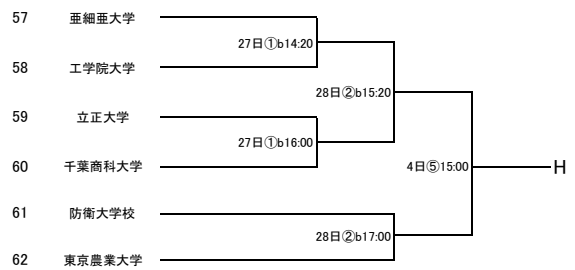 57 亜細亜大学
27日①b14:20
58 工学院大学
28日②b15:20
59 立正大学
27日①b16:00
60 千葉商科大学
4日⑤15:00
H
61 防衛大学校
28日②b17:00
62 東京農業大学